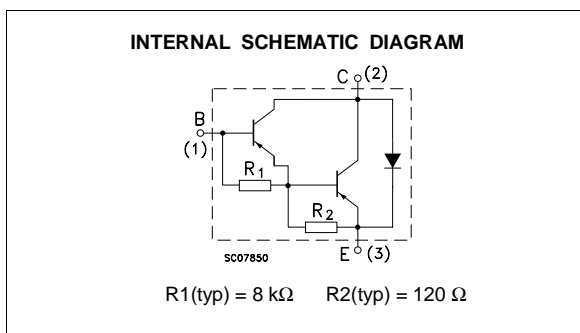 INTERNAL SCHEMATIC DIAGRAM
C (2)
B
(1)
R1
R2
SC07850
E (3)
R1(typ) = 8 kΩ R2(typ) = 120 Ω